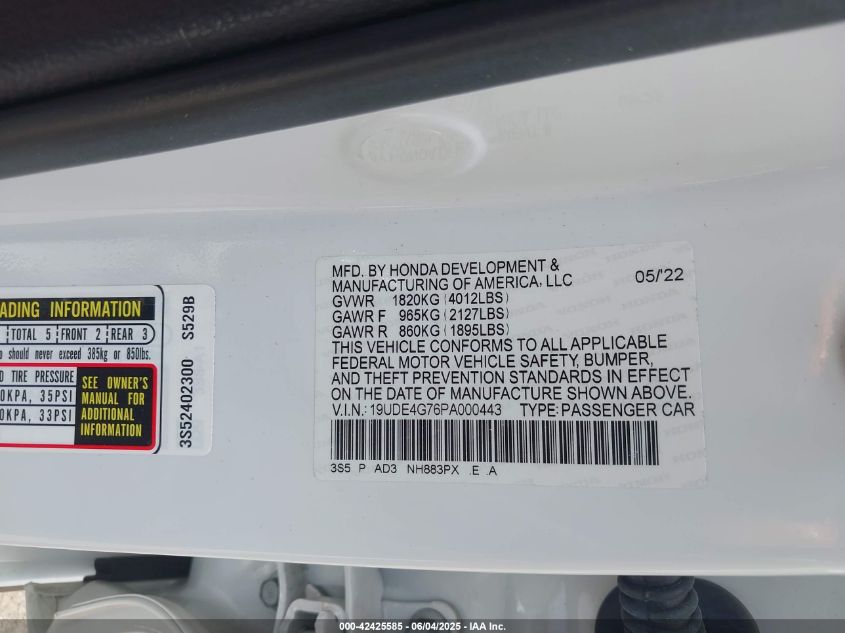 ADING INFORMATION
TOTAL 5 FRONT 2 REAR 3
should never exceed 385kg or 850lbs.
TIRE PRESSURE
0KPA, 35PSI
0KPA, 33PSI
SEE OWNER'S
MANUAL FOR
ADDITIONAL
INFORMATION
3S52402300 S529B
MFD. BY HONDA DEVELOPMENT &
MANUFACTURING OF AMERICA, LLC 05/'22
GVWR 1820KG (4012LBS)
GAWR F 965KG (2127LBS)
GAWR R 860KG (1895LBS)
THIS VEHICLE CONFORMS TO ALL APPLICABLE
FEDERAL MOTOR VEHICLE SAFETY, BUMPER,
AND THEFT PREVENTION STANDARDS IN EFFECT
ON THE DATE OF MANUFACTURE SHOWN ABOVE.
V.I.N.: 19UDE4G76PA000443 TYPE: PASSENGER CAR
3S5 P AD3 NH883PX .E .A
000-42425585 - 06/04/2025 - IAA Inc.